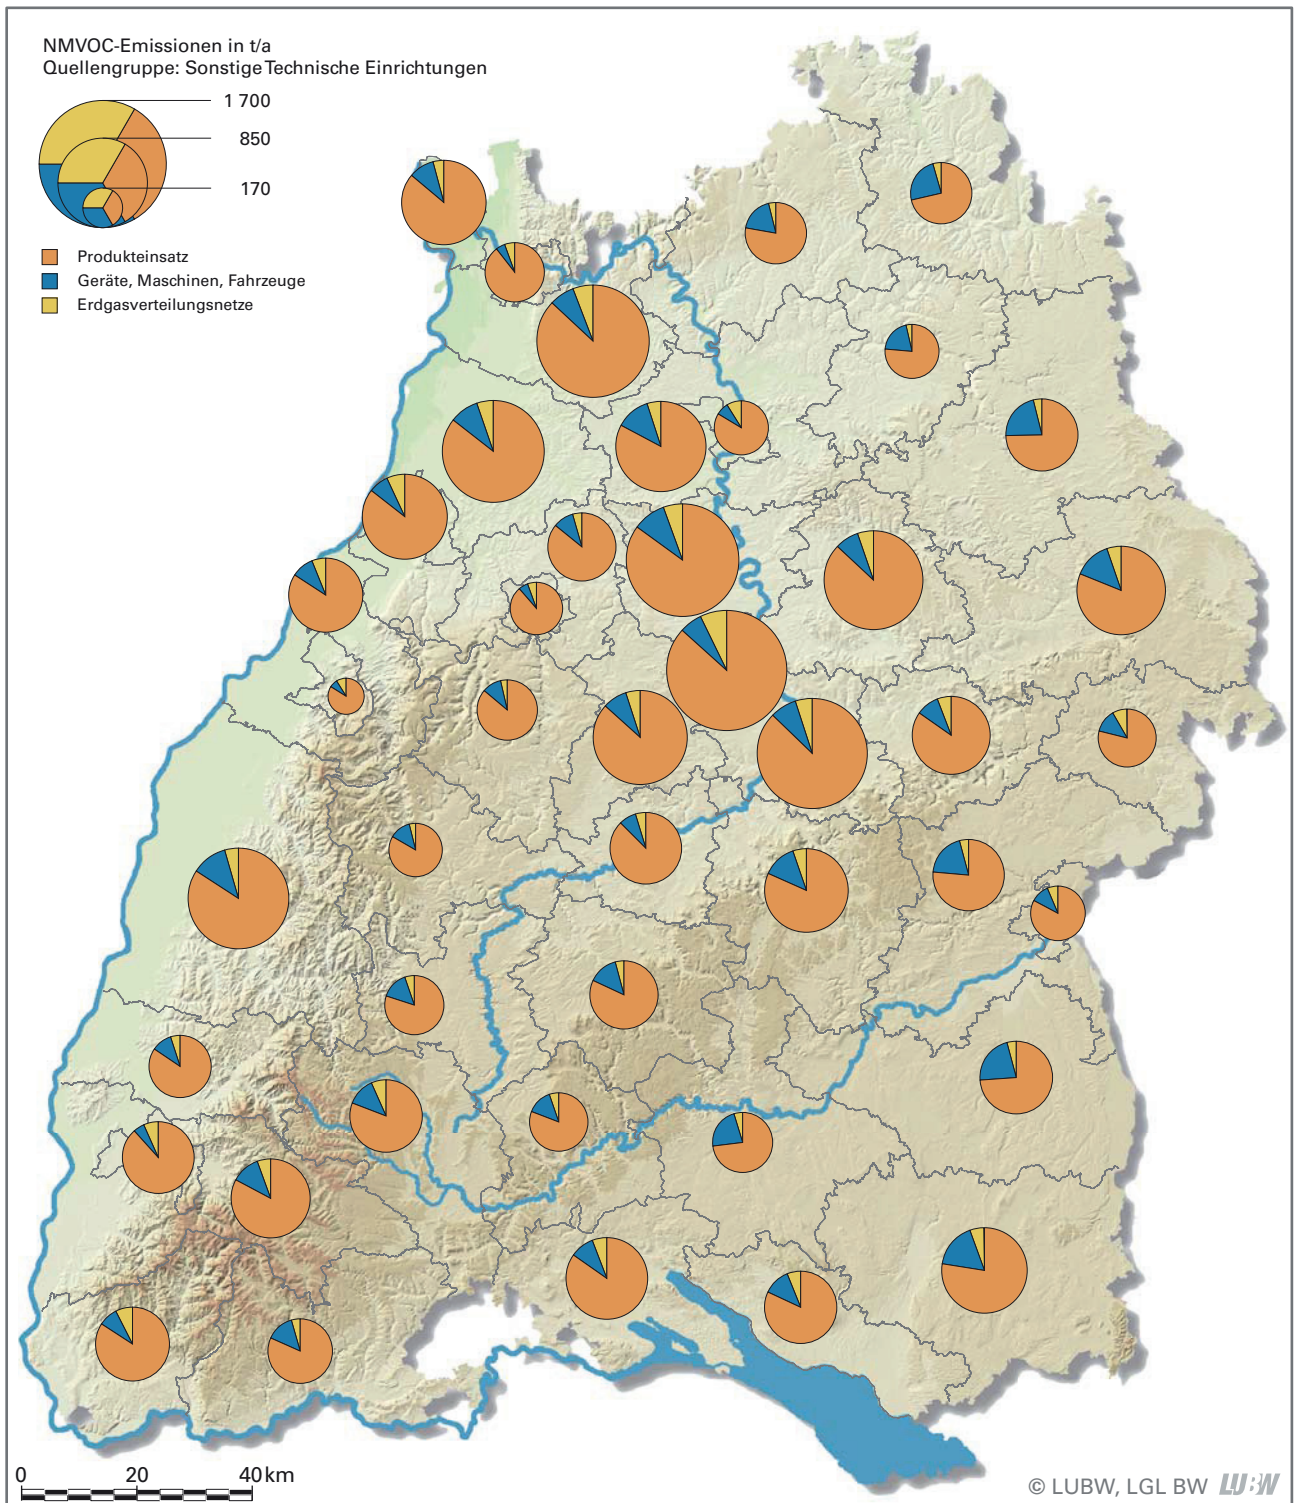 NMVOC-Emissionen in t/a
Quellengruppe: Sonstige Technische Einrichtungen
1 700
850
170
Produkteinsatz
Geräte, Maschinen, Fahrzeuge
Erdgasverteilungsnetze
0 20 40 km
© LUBW, LGL BW LUBW